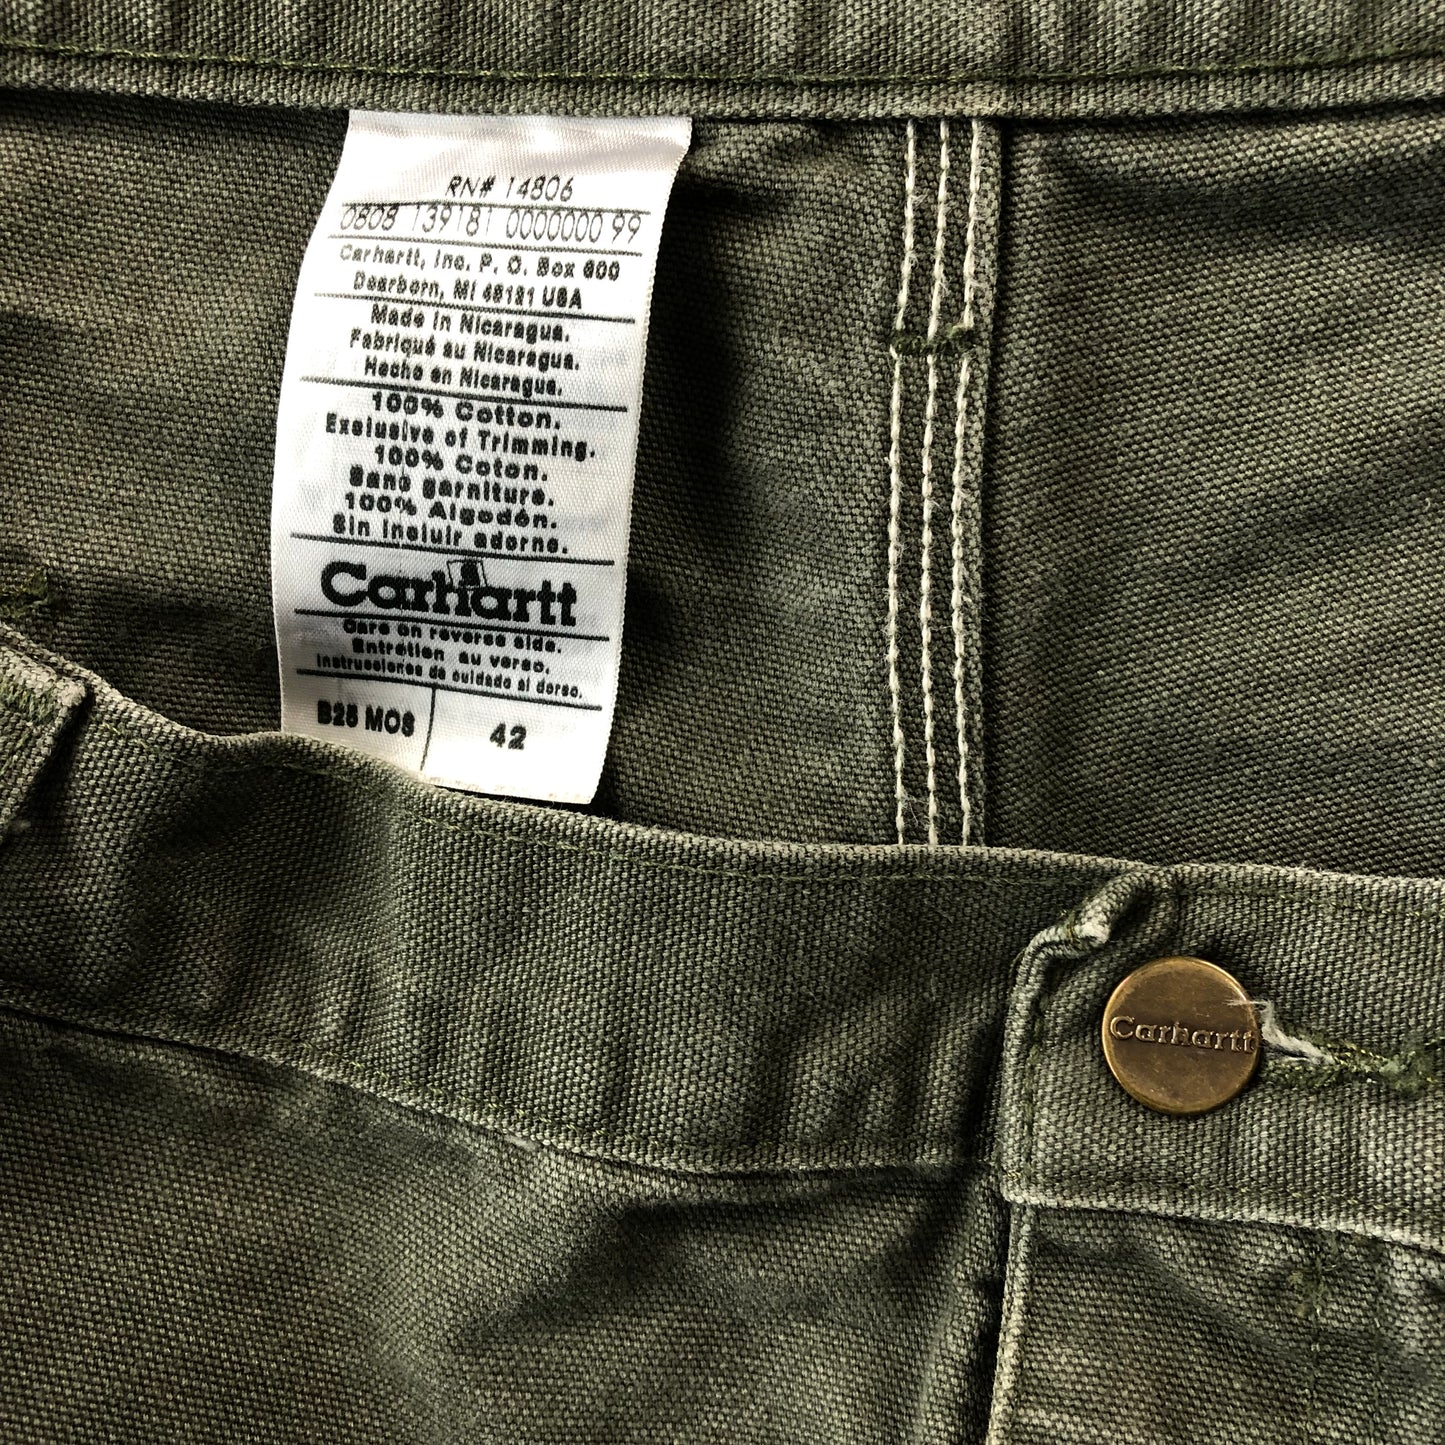 RN# 14806
0808 139181 0000000 99
Carhartt, Inc. P. O. Box 600
Dearborn, MI 48121 USA
Made in Nicaragua.
Fabriqué au Nicaragua.
Hecho en Nicaragua.
100% Cotton.
Exclusive of Trimming.
100% Coton.
Sans garniture.
100% Algodón.
Sin incluir adorno.
Carhartt
Care on reverse side.
Entretien au verso.
Instrucciones de cuidado al dorso.
B25 MOS
42
Carhartt